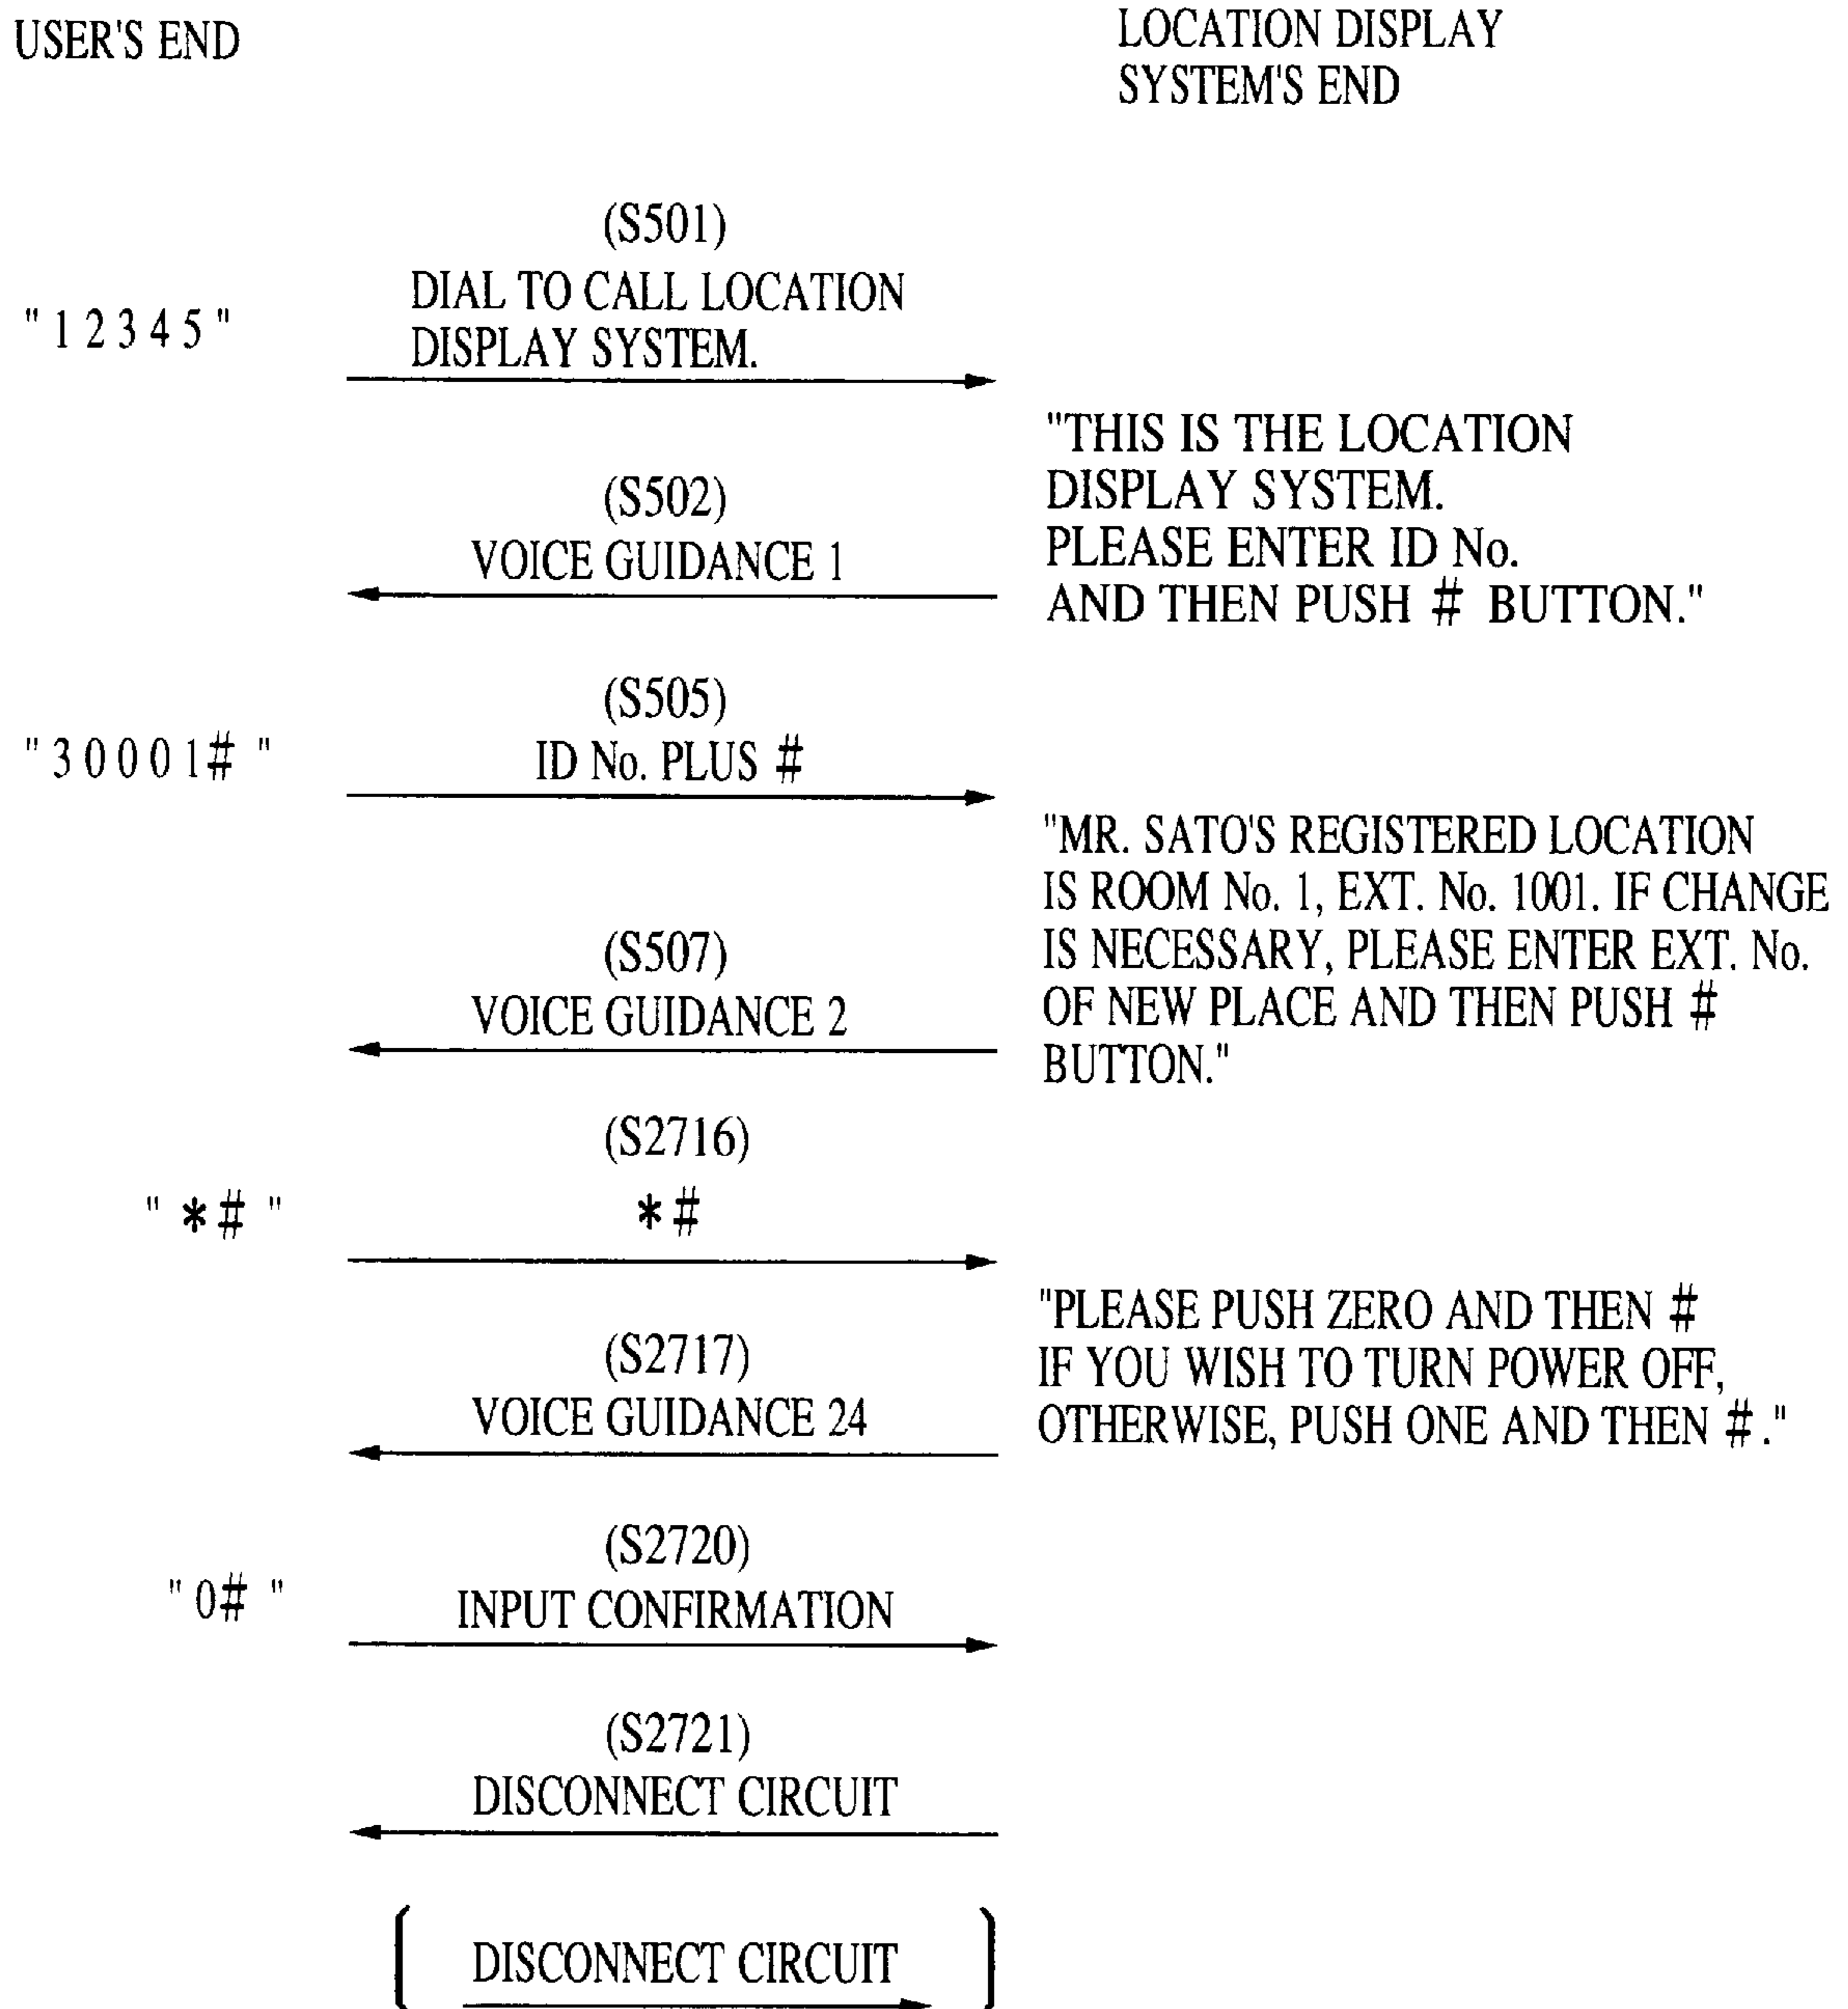 USER'S END
LOCATION DISPLAY
SYSTEM'S END
(S501)
"12345"
DIAL TO CALL LOCATION
DISPLAY SYSTEM.
"THIS IS THE LOCATION
DISPLAY SYSTEM.
PLEASE ENTER ID No.
AND THEN PUSH # BUTTON."
(S502)
VOICE GUIDANCE 1
(S505)
"30001# "
ID No. PLUS #
"MR. SATO'S REGISTERED LOCATION
IS ROOM No. 1, EXT. No. 1001. IF CHANGE
IS NECESSARY, PLEASE ENTER EXT. No.
OF NEW PLACE AND THEN PUSH #
BUTTON."
(S507)
VOICE GUIDANCE 2
(S2716)
" *# "
*#
"PLEASE PUSH ZERO AND THEN #
IF YOU WISH TO TURN POWER OFF,
OTHERWISE, PUSH ONE AND THEN # ."
(S2717)
VOICE GUIDANCE 24
(S2720)
" 0# "
INPUT CONFIRMATION
(S2721)
DISCONNECT CIRCUIT
DISCONNECT CIRCUIT